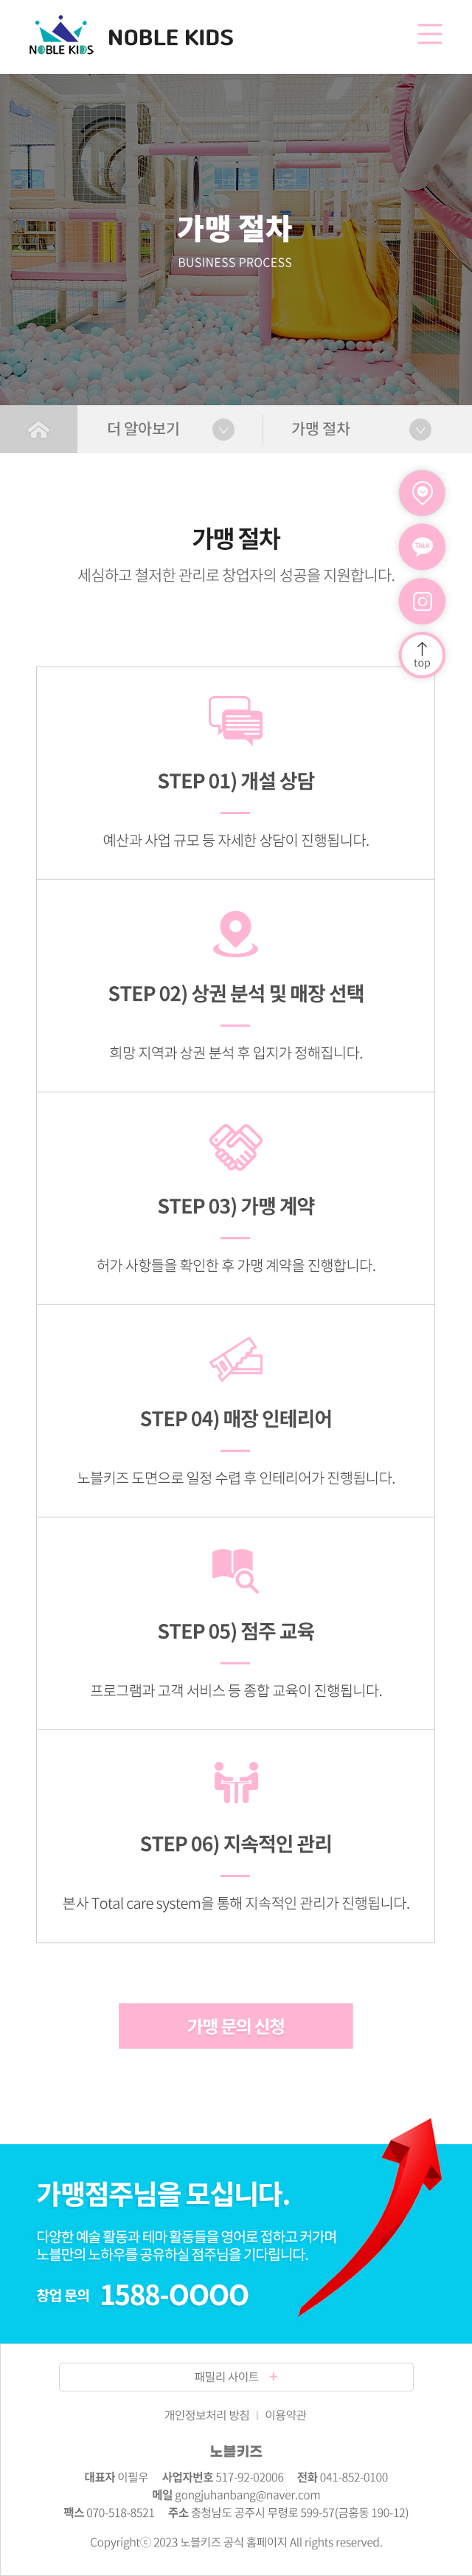 NOBLE KIDS
NOBLE KIDS
가맹 절차
BUSINESS PROCESS
더 알아보기
가맹 절차
가맹 절차
세심하고 철저한 관리로 창업자의 성공을 지원합니다.
TALK
top
STEP 01) 개설 상담
예산과 사업 규모 등 자세한 상담이 진행됩니다.
STEP 02) 상권 분석 및 매장 선택
희망 지역과 상권 분석 후 입지가 정해집니다.
STEP 03) 가맹 계약
허가 사항들을 확인한 후 가맹 계약을 진행합니다.
STEP 04) 매장 인테리어
노블키즈 도면으로 일정 수렵 후 인테리어가 진행됩니다.
STEP 05) 점주 교육
프로그램과 고객 서비스 등 종합 교육이 진행됩니다.
STEP 06) 지속적인 관리
본사 Total care system을 통해 지속적인 관리가 진행됩니다.
가맹 문의 신청
가맹점주님을 모십니다.
다양한 예술 활동과 테마 활동들을 영어로 접하고 커가며
노블만의 노하우를 공유하실 점주님을 기다립니다.
창업 문의 1588-OOOO
패밀리 사이트 +
개인정보처리 방침 | 이용약관
노블키즈
대표자 이필우 사업자번호 517-92-02006 전화 041-852-0100
메일 gongjuhanbang@naver.com
팩스 070-518-8521 주소 충청남도 공주시 무령로 599-57(금홍동 190-12)
Copyrightⓒ 2023 노블키즈 공식 홈페이지 All rights reserved.